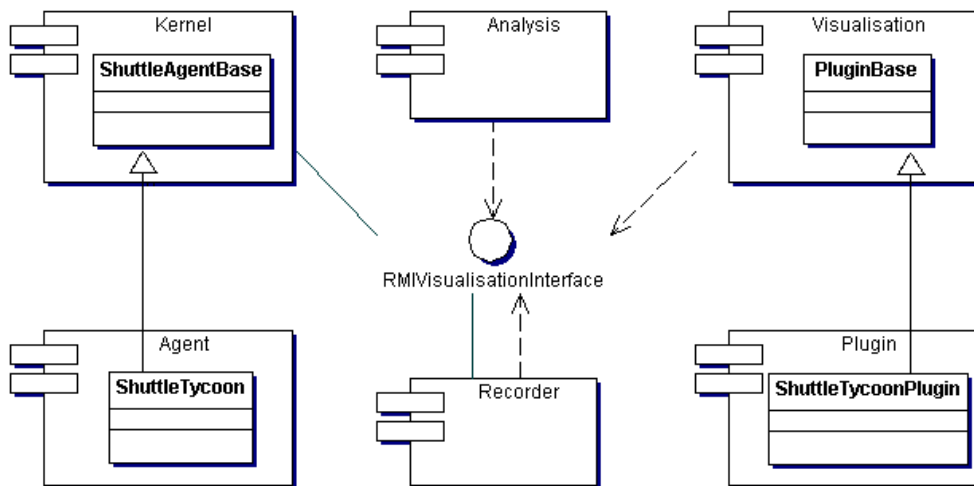 Kernel
Analysis
Visualisation
ShuttleAgentBase
PluginBase
RMIVisualisationInterface
Agent
Recorder
Plugin
ShuttleTycoon
ShuttleTycoonPlugin